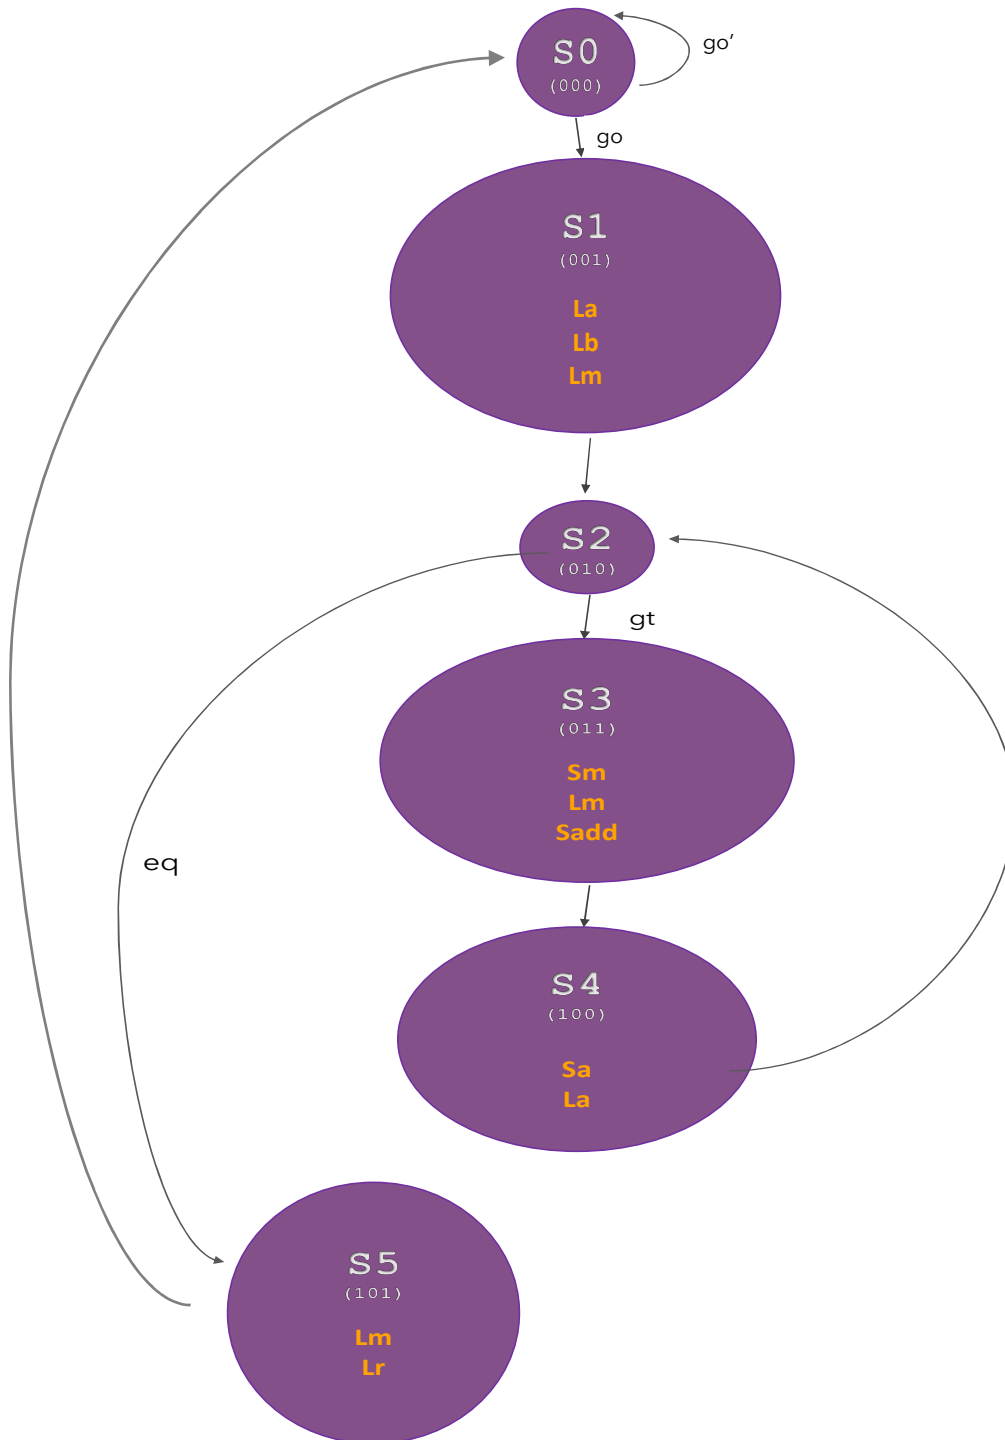 S0
(000)
go’
go
S1
(001)
La
Lb
Lm
S2
(010)
gt
S3
(011)
Sm
Lm
Sadd
eq
S4
(100)
Sa
La
S5
(101)
Lm
Lr